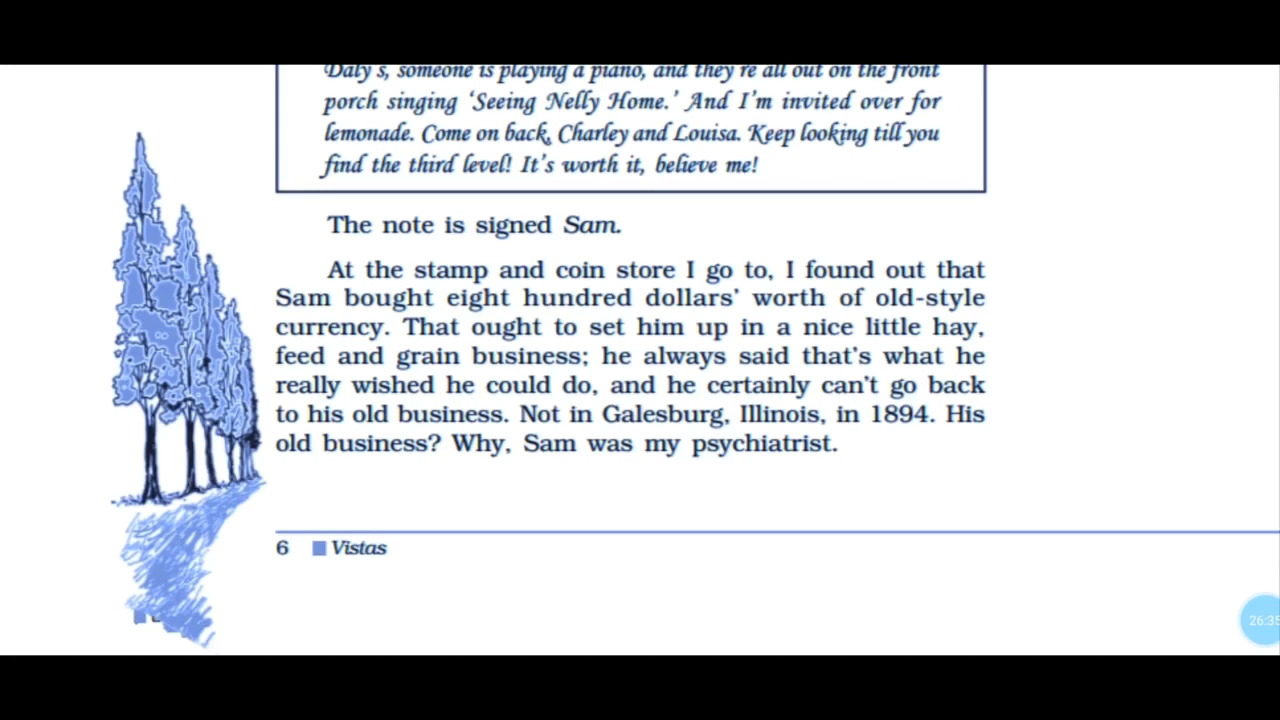 Daly's, someone is playing a piano, and they're all out on the front
porch singing ‘Seeing Nelly Home.’ And I’m invited over for
lemonade. Come on back, Charley and Louisa. Keep looking till you
find the third level! It’s worth it, believe me!
The note is signed Sam.
At the stamp and coin store I go to, I found out that
Sam bought eight hundred dollars’ worth of old-style
currency. That ought to set him up in a nice little hay,
feed and grain business; he always said that’s what he
really wished he could do, and he certainly can’t go back
to his old business. Not in Galesburg, Illinois, in 1894. His
old business? Why, Sam was my psychiatrist.
6 Vistas